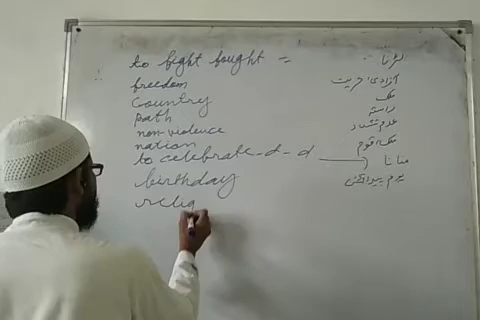 to fight fought = لڑنا
freedom آزادی، حریت
country ملک
path راستہ
non-violence عدم تشدد
nation ملک، قوم
to celebrate-d-d منانا
birthday یوم پیدائش
relig